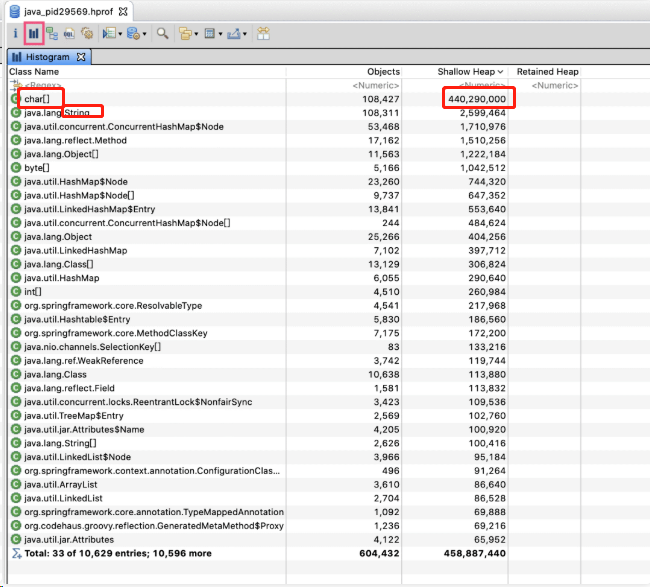 java_pid29569.hprof
i
Histogram
Class Name Objects Shallow Heap Retained Heap
<Regex> <Numeric> <Numeric> <Numeric>
char[] 108,427 440,290,000
java.lang.String 108,311 2,599,464
java.util.concurrent.ConcurrentHashMap$Node 53,468 1,710,976
java.lang.reflect.Method 17,162 1,510,256
java.lang.Object[] 11,563 1,222,184
byte[] 5,166 1,042,512
java.util.HashMap$Node 23,260 744,320
java.util.HashMap$Node[] 9,737 647,352
java.util.LinkedHashMap$Entry 13,841 553,640
java.util.concurrent.ConcurrentHashMap$Node[] 244 484,624
java.lang.Object 25,266 404,256
java.util.LinkedHashMap 7,102 397,712
java.lang.Class[] 13,129 306,824
java.util.HashMap 6,055 290,640
int[] 4,510 260,984
org.springframework.core.ResolvableType 4,541 217,968
java.util.Hashtable$Entry 5,830 186,560
org.springframework.core.MethodClassKey 7,175 172,200
java.nio.channels.SelectionKey[] 83 133,216
java.lang.ref.WeakReference 3,742 119,744
java.lang.Class 10,638 113,880
java.lang.reflect.Field 1,581 113,832
java.util.concurrent.locks.ReentrantLock$NonfairSync 3,423 109,536
java.util.TreeMap$Entry 2,569 102,760
java.util.jar.Attributes$Name 4,205 100,920
java.lang.String[] 2,626 100,416
java.util.LinkedList$Node 3,966 95,184
org.springframework.context.annotation.ConfigurationClas... 496 91,264
java.util.ArrayList 3,610 86,640
java.util.LinkedList 2,704 86,528
org.springframework.core.annotation.TypeMappedAnnotation 1,092 69,888
org.codehaus.groovy.reflection.GeneratedMetaMethod$Proxy 1,236 69,216
java.util.jar.Attributes 4,122 65,952
Total: 33 of 10,629 entries; 10,596 more 604,432 458,887,440